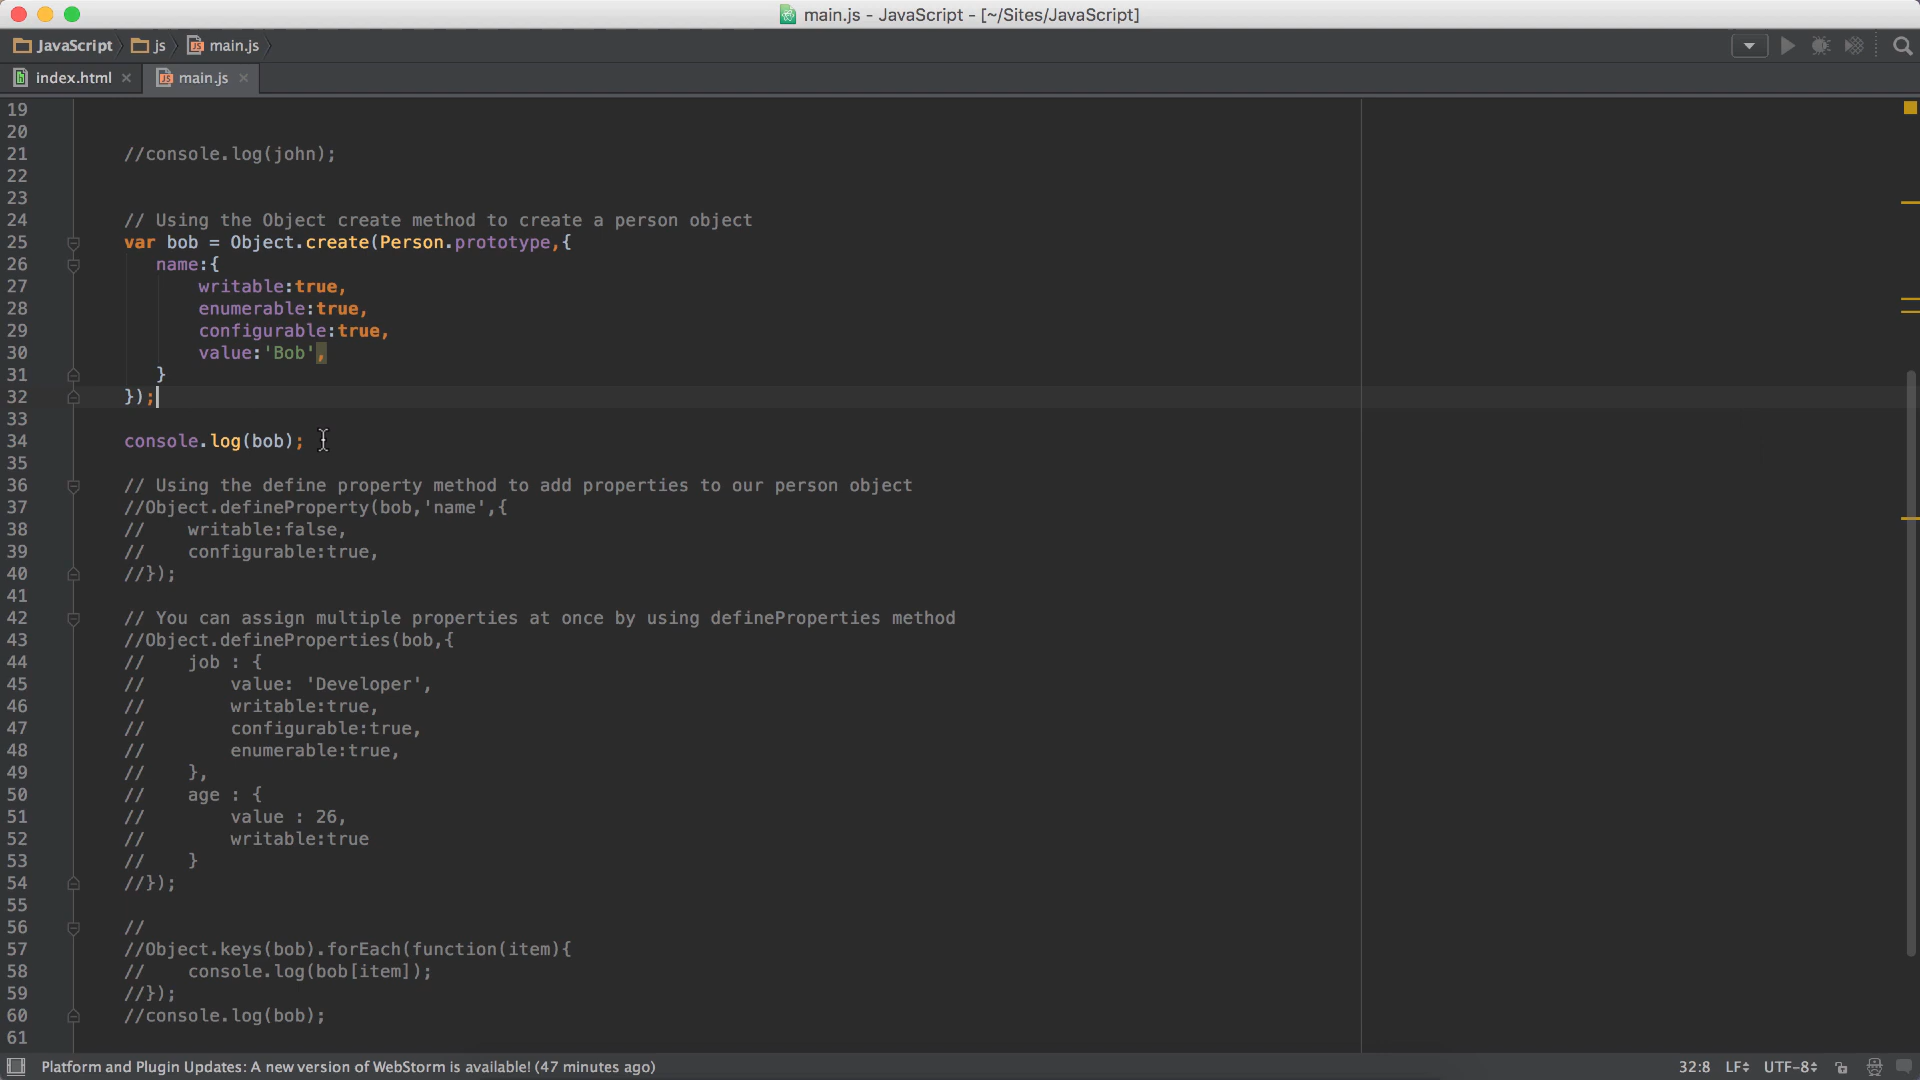 main.js - JavaScript - [~/Sites/JavaScript]
JavaScript js main.js
index.html main.js
19
20
21 //console.log(john);
22
23
24 // Using the Object create method to create a person object
25 var bob = Object.create(Person.prototype,{
26 name:{
27 writable:true,
28 enumerable:true,
29 configurable:true,
30 value:'Bob',
31 }
32 });
33
34 console.log(bob);
35
36 // Using the define property method to add properties to our person object
37 //Object.defineProperty(bob,'name',{
38 // writable:false,
39 // configurable:true,
40 //});
41
42 // You can assign multiple properties at once by using defineProperties method
43 //Object.defineProperties(bob,{
44 // job : {
45 // value: 'Developer',
46 // writable:true,
47 // configurable:true,
48 // enumerable:true,
49 // },
50 // age : {
51 // value : 26,
52 // writable:true
53 // }
54 //});
55
56 //
57 //Object.keys(bob).forEach(function(item){
58 // console.log(bob[item]);
59 //});
60 //console.log(bob);
61
Platform and Plugin Updates: A new version of WebStorm is available! (47 minutes ago) 32:8 LF UTF-8